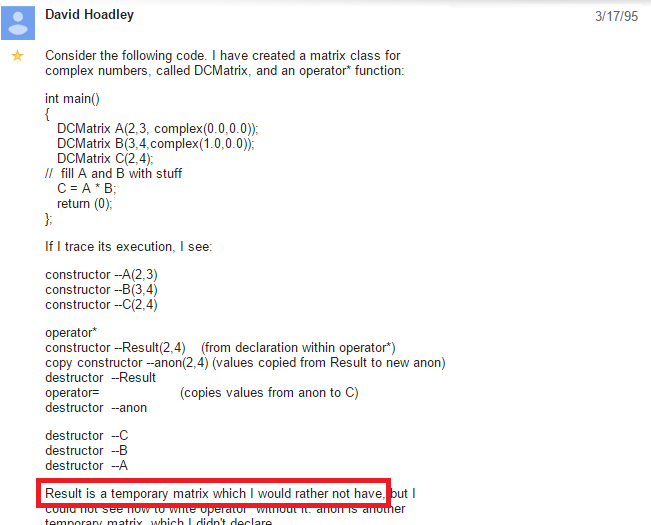 David Hoadley
3/17/95
Consider the following code. I have created a matrix class for
complex numbers, called DCMatrix, and an operator* function:
int main()
{
DCMatrix A(2,3, complex(0.0,0.0));
DCMatrix B(3,4,complex(1.0,0.0));
DCMatrix C(2,4);
// fill A and B with stuff
C = A * B;
return (0);
};
If I trace its execution, I see:
constructor --A(2,3)
constructor --B(3,4)
constructor --C(2,4)
operator*
constructor --Result(2,4) (from declaration within operator*)
copy constructor --anon(2,4) (values copied from Result to new anon)
destructor --Result
operator= (copies values from anon to C)
destructor --anon
destructor --C
destructor --B
destructor --A
Result is a temporary matrix which I would rather not have, but I
could not see how to write operator* without it. anon is another
temporary matrix, which I didn't declare